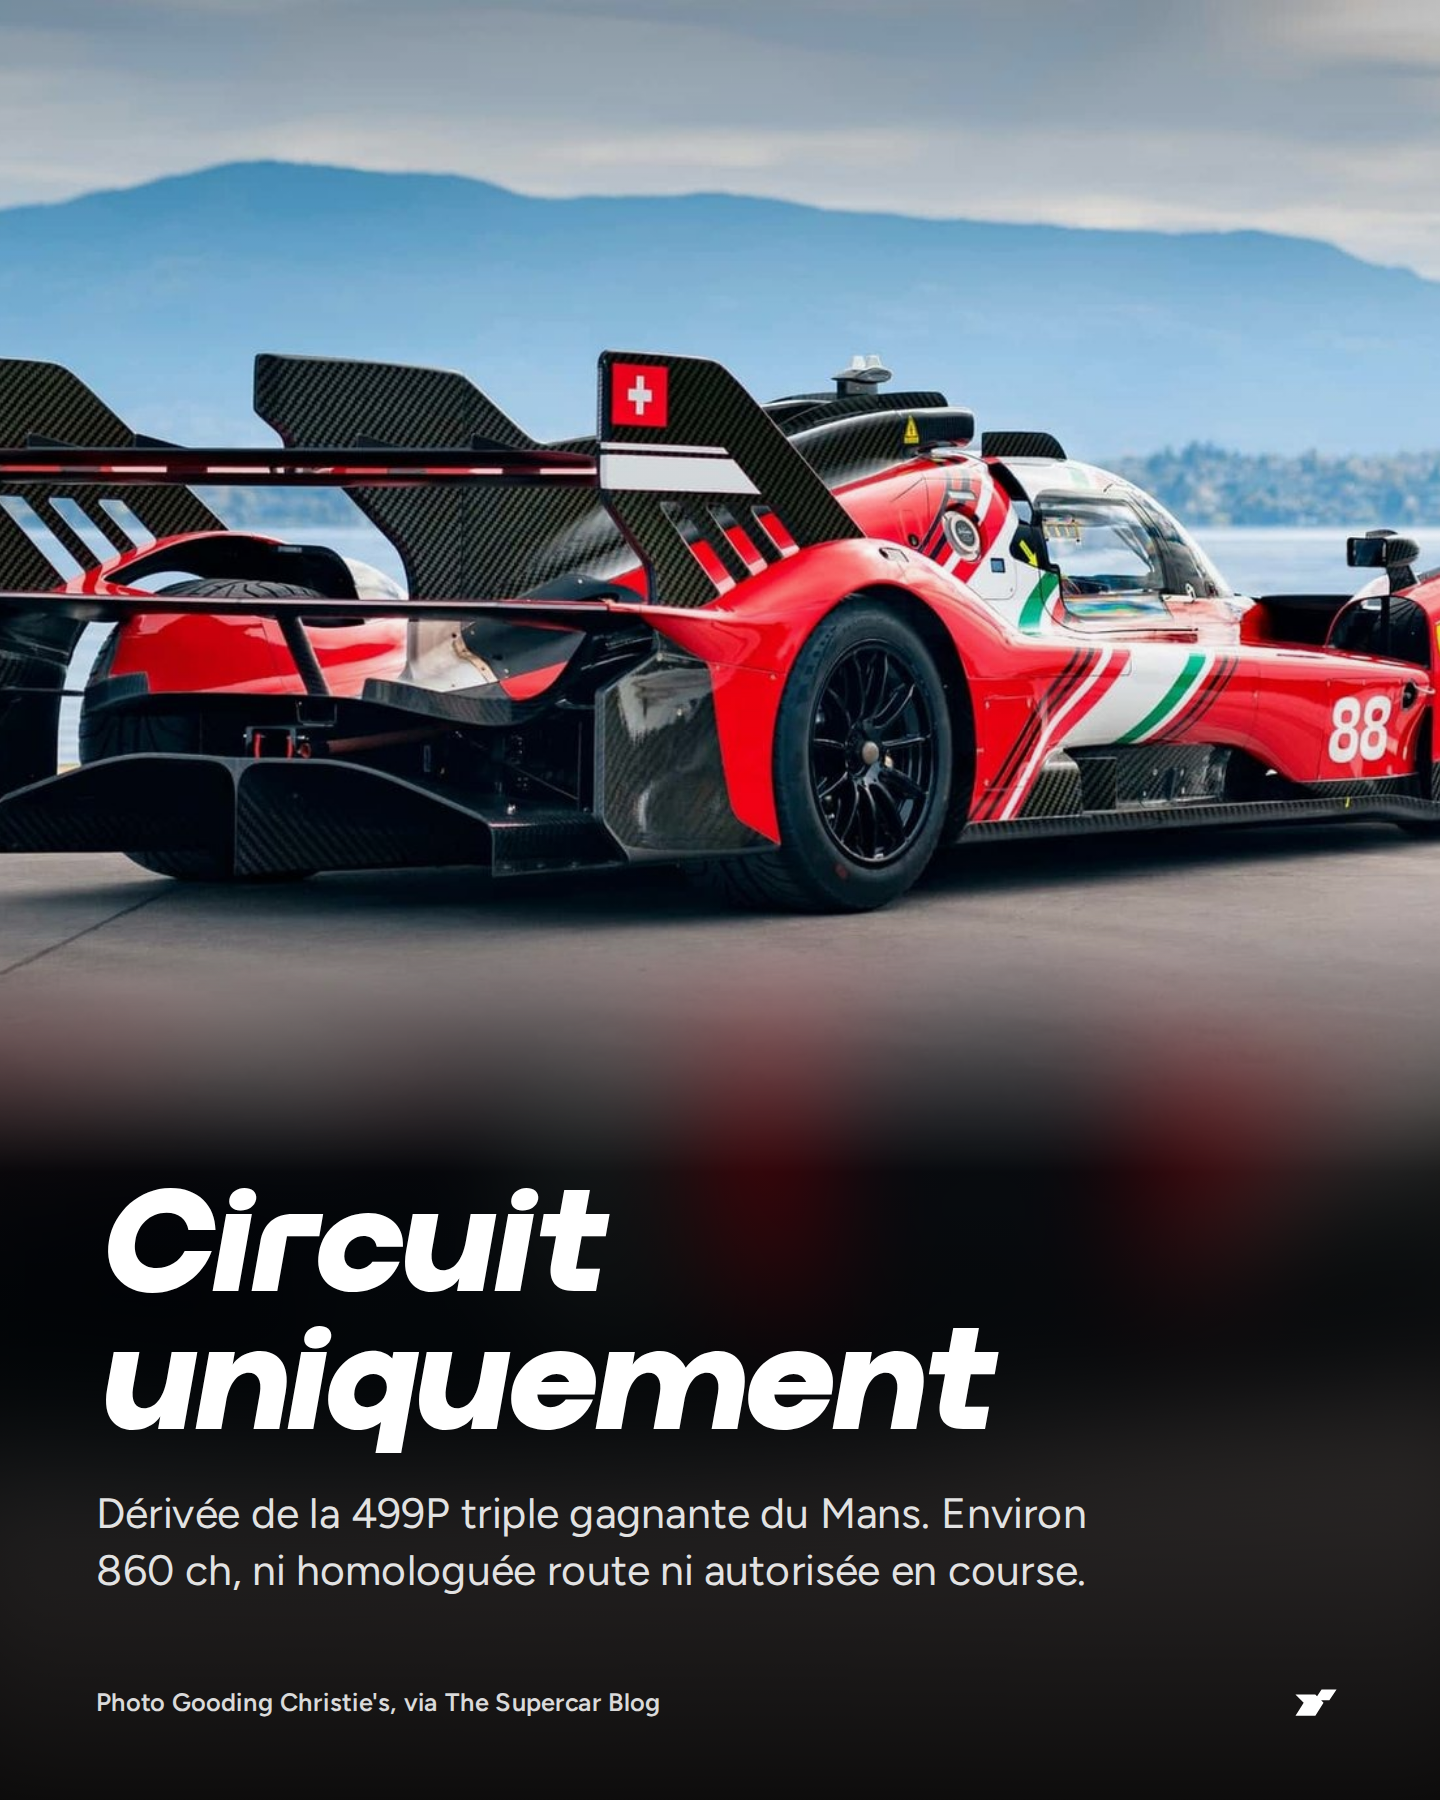 88
Circuit
uniquement
Dérivée de la 499P triple gagnante du Mans. Environ
860 ch, ni homologuée route ni autorisée en course.
Photo Gooding Christie's, via The Supercar Blog